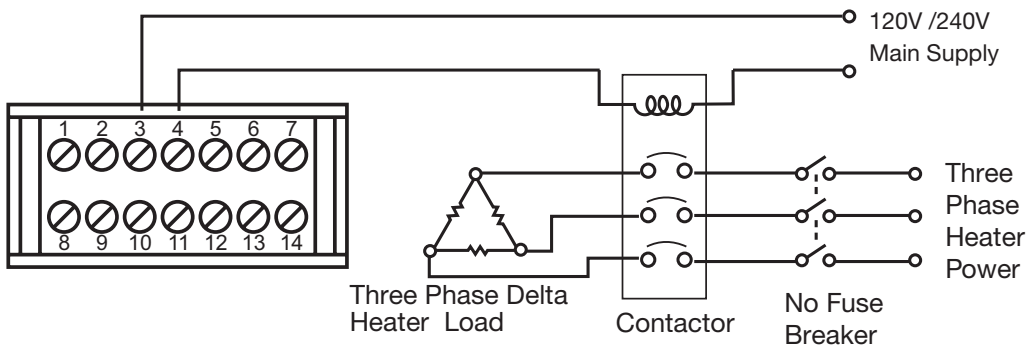 120V /240V
Main Supply
1 2 3 4 5 6 7
8 9 10 11 12 13 14
Three
Phase
Heater
Power
Three Phase Delta
Heater Load
Contactor
No Fuse
Breaker